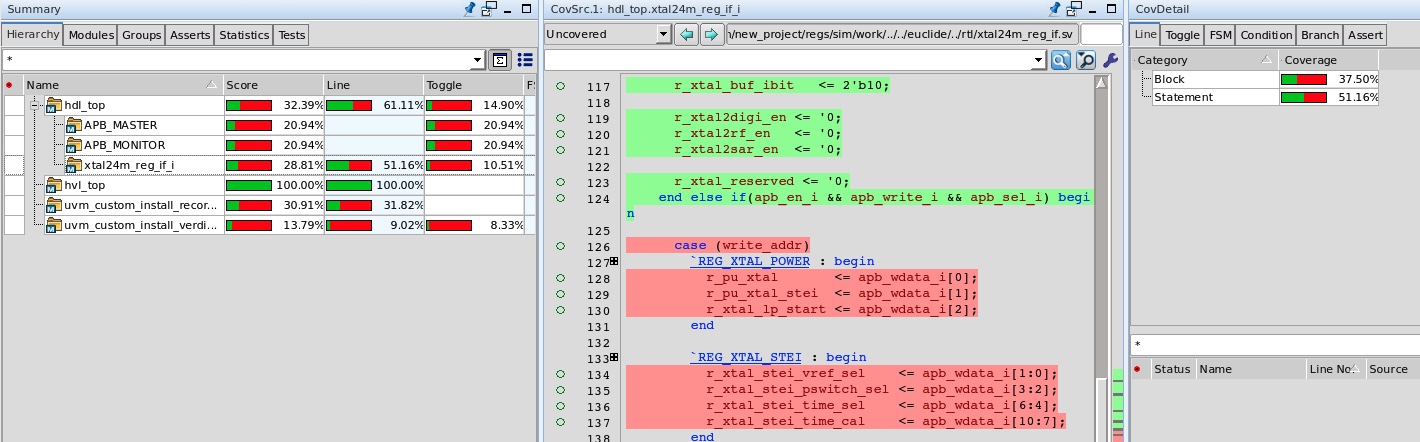 Summary
Hierarchy Modules Groups Asserts Statistics Tests
*
Name Score Line Toggle
hdl_top 32.39% 61.11% 14.90%
APB_MASTER 20.94% 20.94%
APB_MONITOR 20.94% 20.94%
xtal24m_reg_if_i 28.81% 51.16% 10.51%
hvl_top 100.00% 100.00%
uvm_custom_install_recor... 30.91% 31.82%
uvm_custom_install_verdi... 13.79% 9.02% 8.33%
CovSrc.1: hdl_top.xtal24m_reg_if_i
Uncovered \/new_project/regs/sim/work/../../euclide/../rtl/xtal24m_reg_if.sv
117 r_xtal_buf_ibit <= 2'b10;
118
119 r_xtal2digi_en <= '0;
120 r_xtal2rf_en <= '0;
121 r_xtal2sar_en <= '0;
122
123 r_xtal_reserved <= '0;
124 end else if(apb_en_i && apb_write_i && apb_sel_i) begi
n
125
126 case (write_addr)
127 `REG_XTAL_POWER : begin
128 r_pu_xtal <= apb_wdata_i[0];
129 r_pu_xtal_stei <= apb_wdata_i[1];
130 r_xtal_lp_start <= apb_wdata_i[2];
131 end
132
133 `REG_XTAL_STEI : begin
134 r_xtal_stei_vref_sel <= apb_wdata_i[1:0];
135 r_xtal_stei_pswitch_sel <= apb_wdata_i[3:2];
136 r_xtal_stei_time_sel <= apb_wdata_i[6:4];
137 r_xtal_stei_time_cal <= apb_wdata_i[10:7];
138 end
CovDetail
Line Toggle FSM Condition Branch Assert
Category Coverage
Block 37.50%
Statement 51.16%
*
Status Name Line No. Source